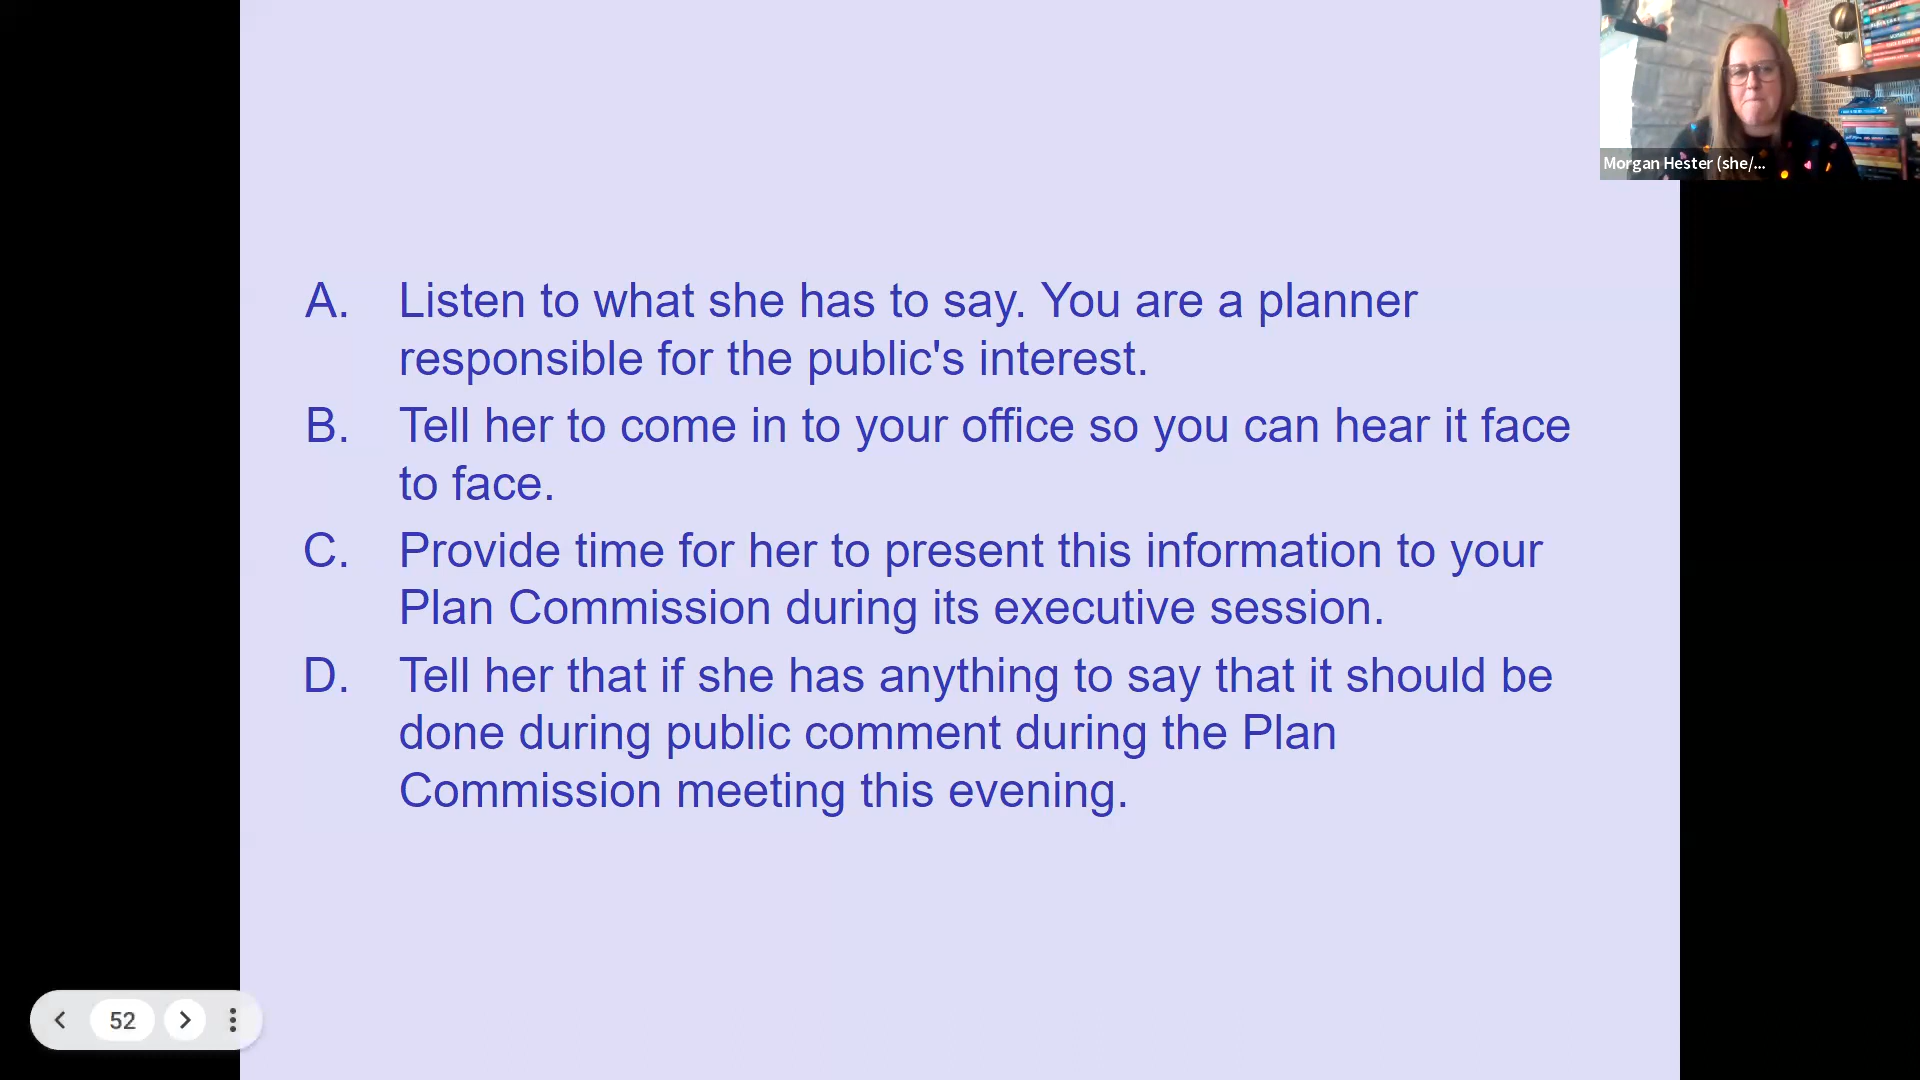 Morgan Hester (she/...
A. Listen to what she has to say. You are a planner
responsible for the public's interest.
B. Tell her to come in to your office so you can hear it face
to face.
C. Provide time for her to present this information to your
Plan Commission during its executive session.
D. Tell her that if she has anything to say that it should be
done during public comment during the Plan
Commission meeting this evening.
52